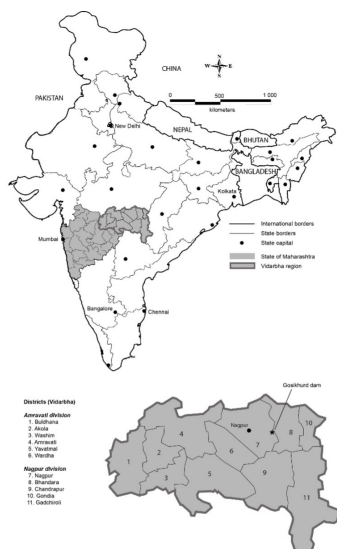 CHINA
N
W E
S
PAKISTAN
0 500 1 000
kilometers
New Delhi
NEPAL
BHUTAN
BANGLADESH
Kolkata
Mumbai
International borders
State borders
State capital
State of Maharashtra
Vidarbha region
Bangalore
Chennai
Gosikhurd dam
Districts (Vidarbha)
Amravati division
1. Buldhana
2. Akola
3. Washim
4. Amravati
5. Yavatmal
6. Wardha
Nagpur division
7. Nagpur
8. Bhandara
9. Chandrapur
10. Gondia
11. Gadchiroli
Nagpur
1
2
3
4
5
6
7
8
9
10
11